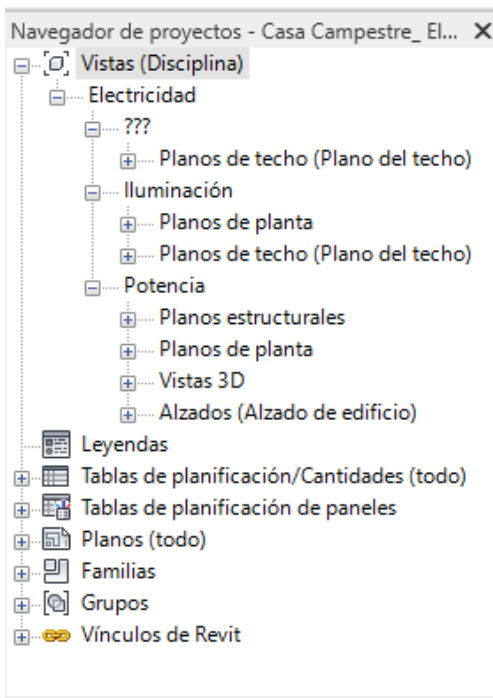 Navegador de proyectos - Casa Campestre_ El...
Vistas (Disciplina)
Electricidad
???
Planos de techo (Plano del techo)
Iluminación
Planos de planta
Planos de techo (Plano del techo)
Potencia
Planos estructurales
Planos de planta
Vistas 3D
Alzados (Alzado de edificio)
Leyendas
Tablas de planificación/Cantidades (todo)
Tablas de planificación de paneles
Planos (todo)
Familias
Grupos
Vínculos de Revit